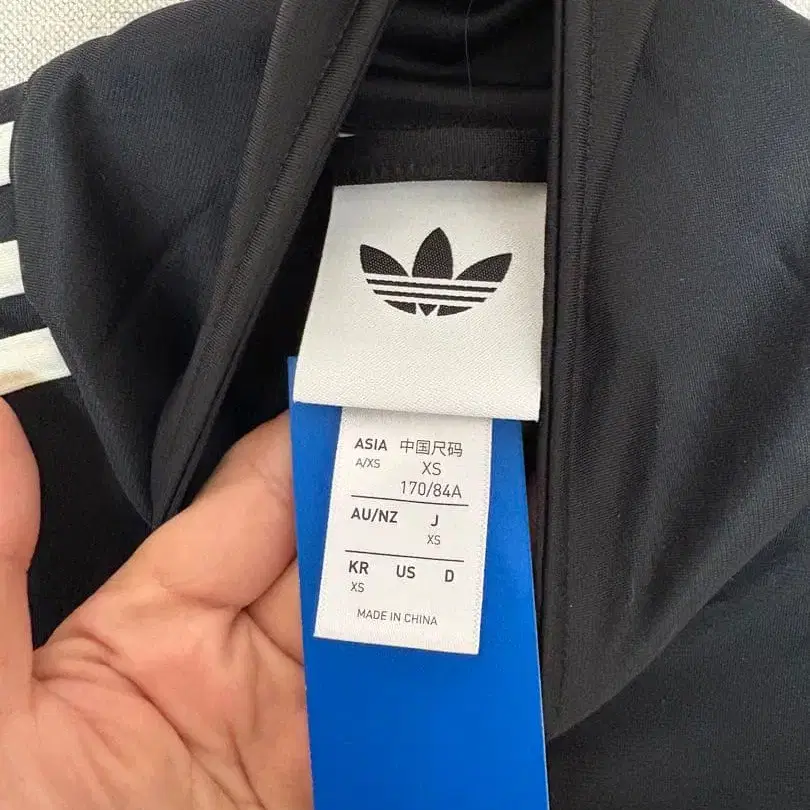 ASIA 中国尺码
A/XS XS
170/84A
AU/NZ J
XS
KR US D
XS
MADE IN CHINA